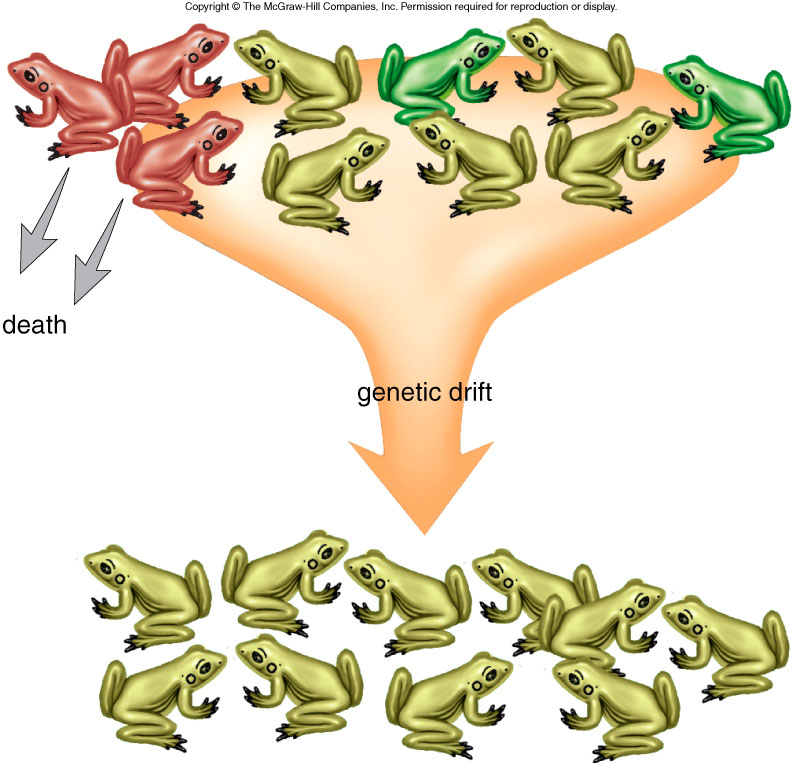 Copyright © The McGraw-Hill Companies, Inc. Permission required for reproduction or display.
death
genetic drift